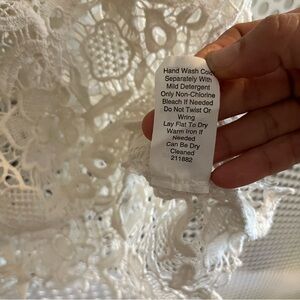 Hand Wash Cold
Separately With
Mild Detergent
Only Non-Chlorine
Bleach If Needed
Do Not Twist Or
Wring
Lay Flat To Dry
Warm Iron If
Needed
Can Be Dry
Cleaned
211882